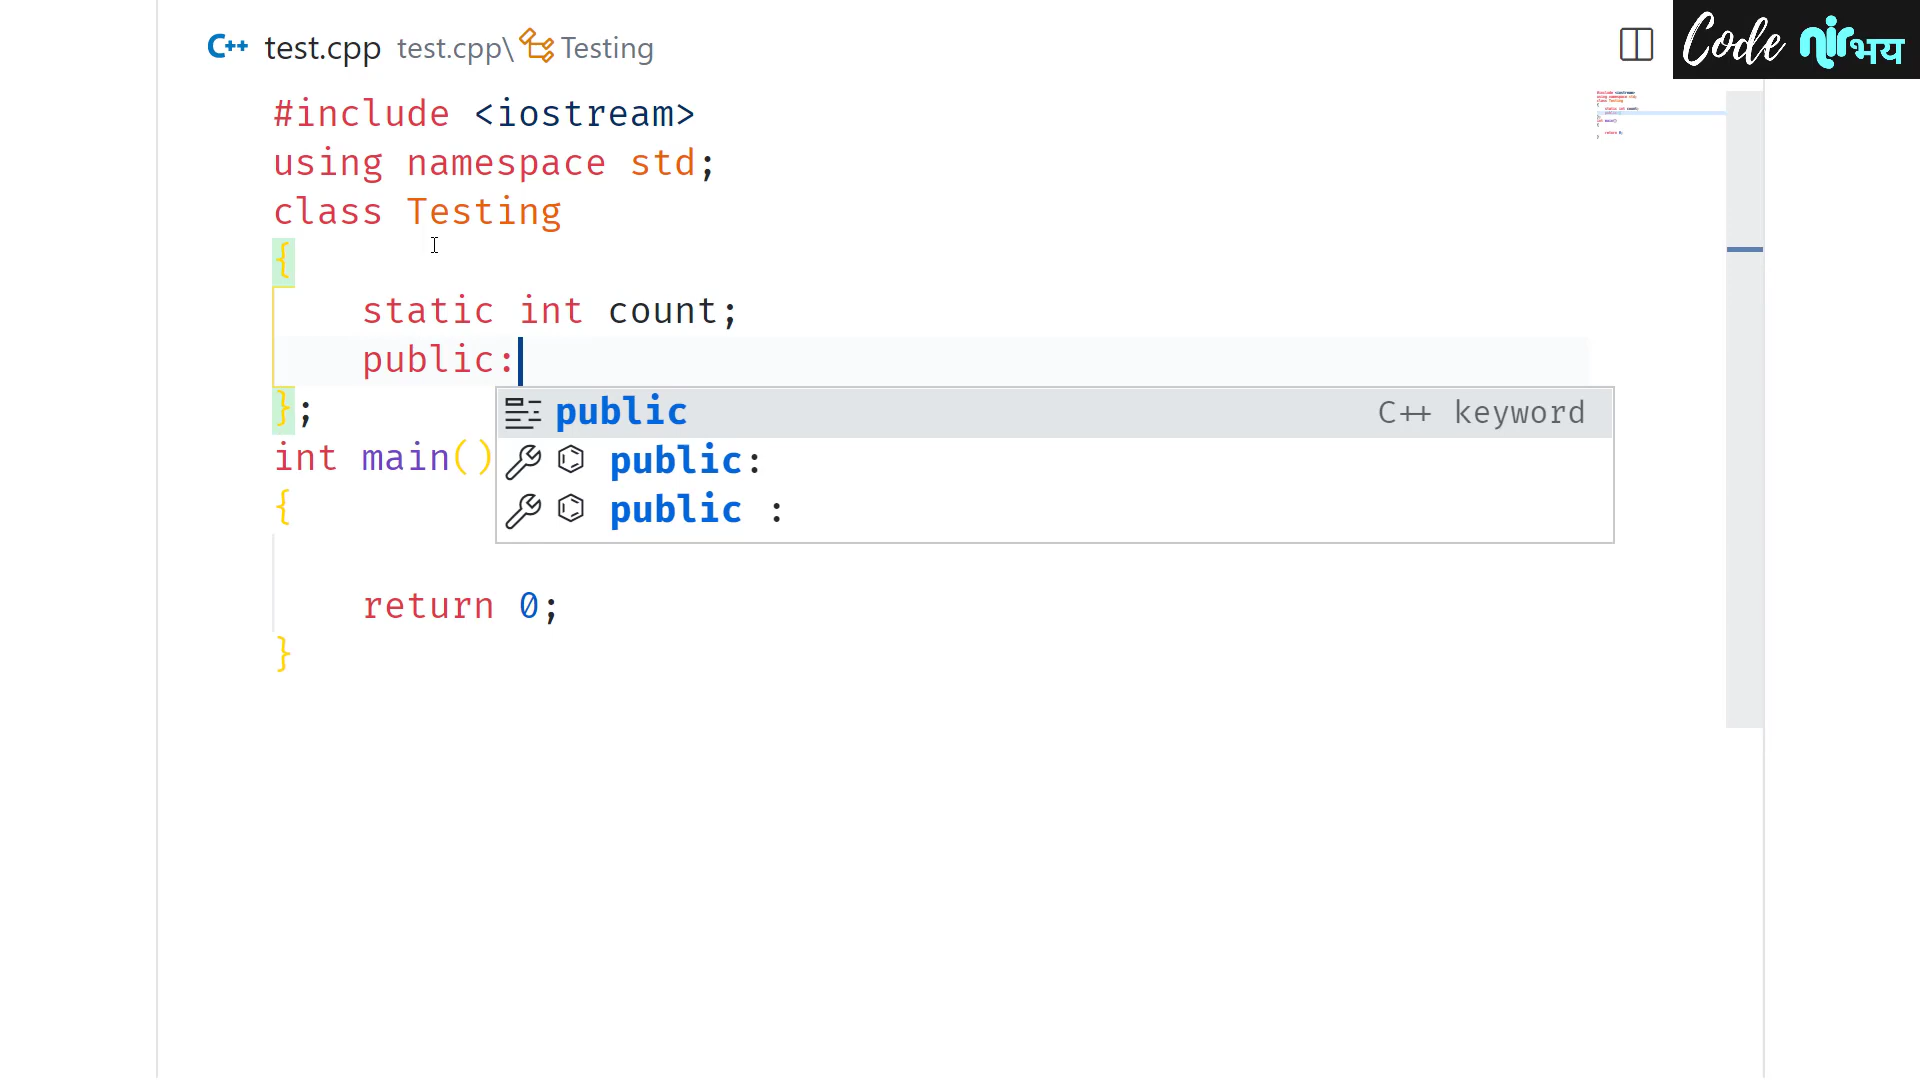 C++ test.cpp test.cpp\ Testing
Code nirभय
#include <iostream>
using namespace std;
class Testing
{
static int count;
public:
};
public C++ keyword
public:
public :
int main()
{
return 0;
}